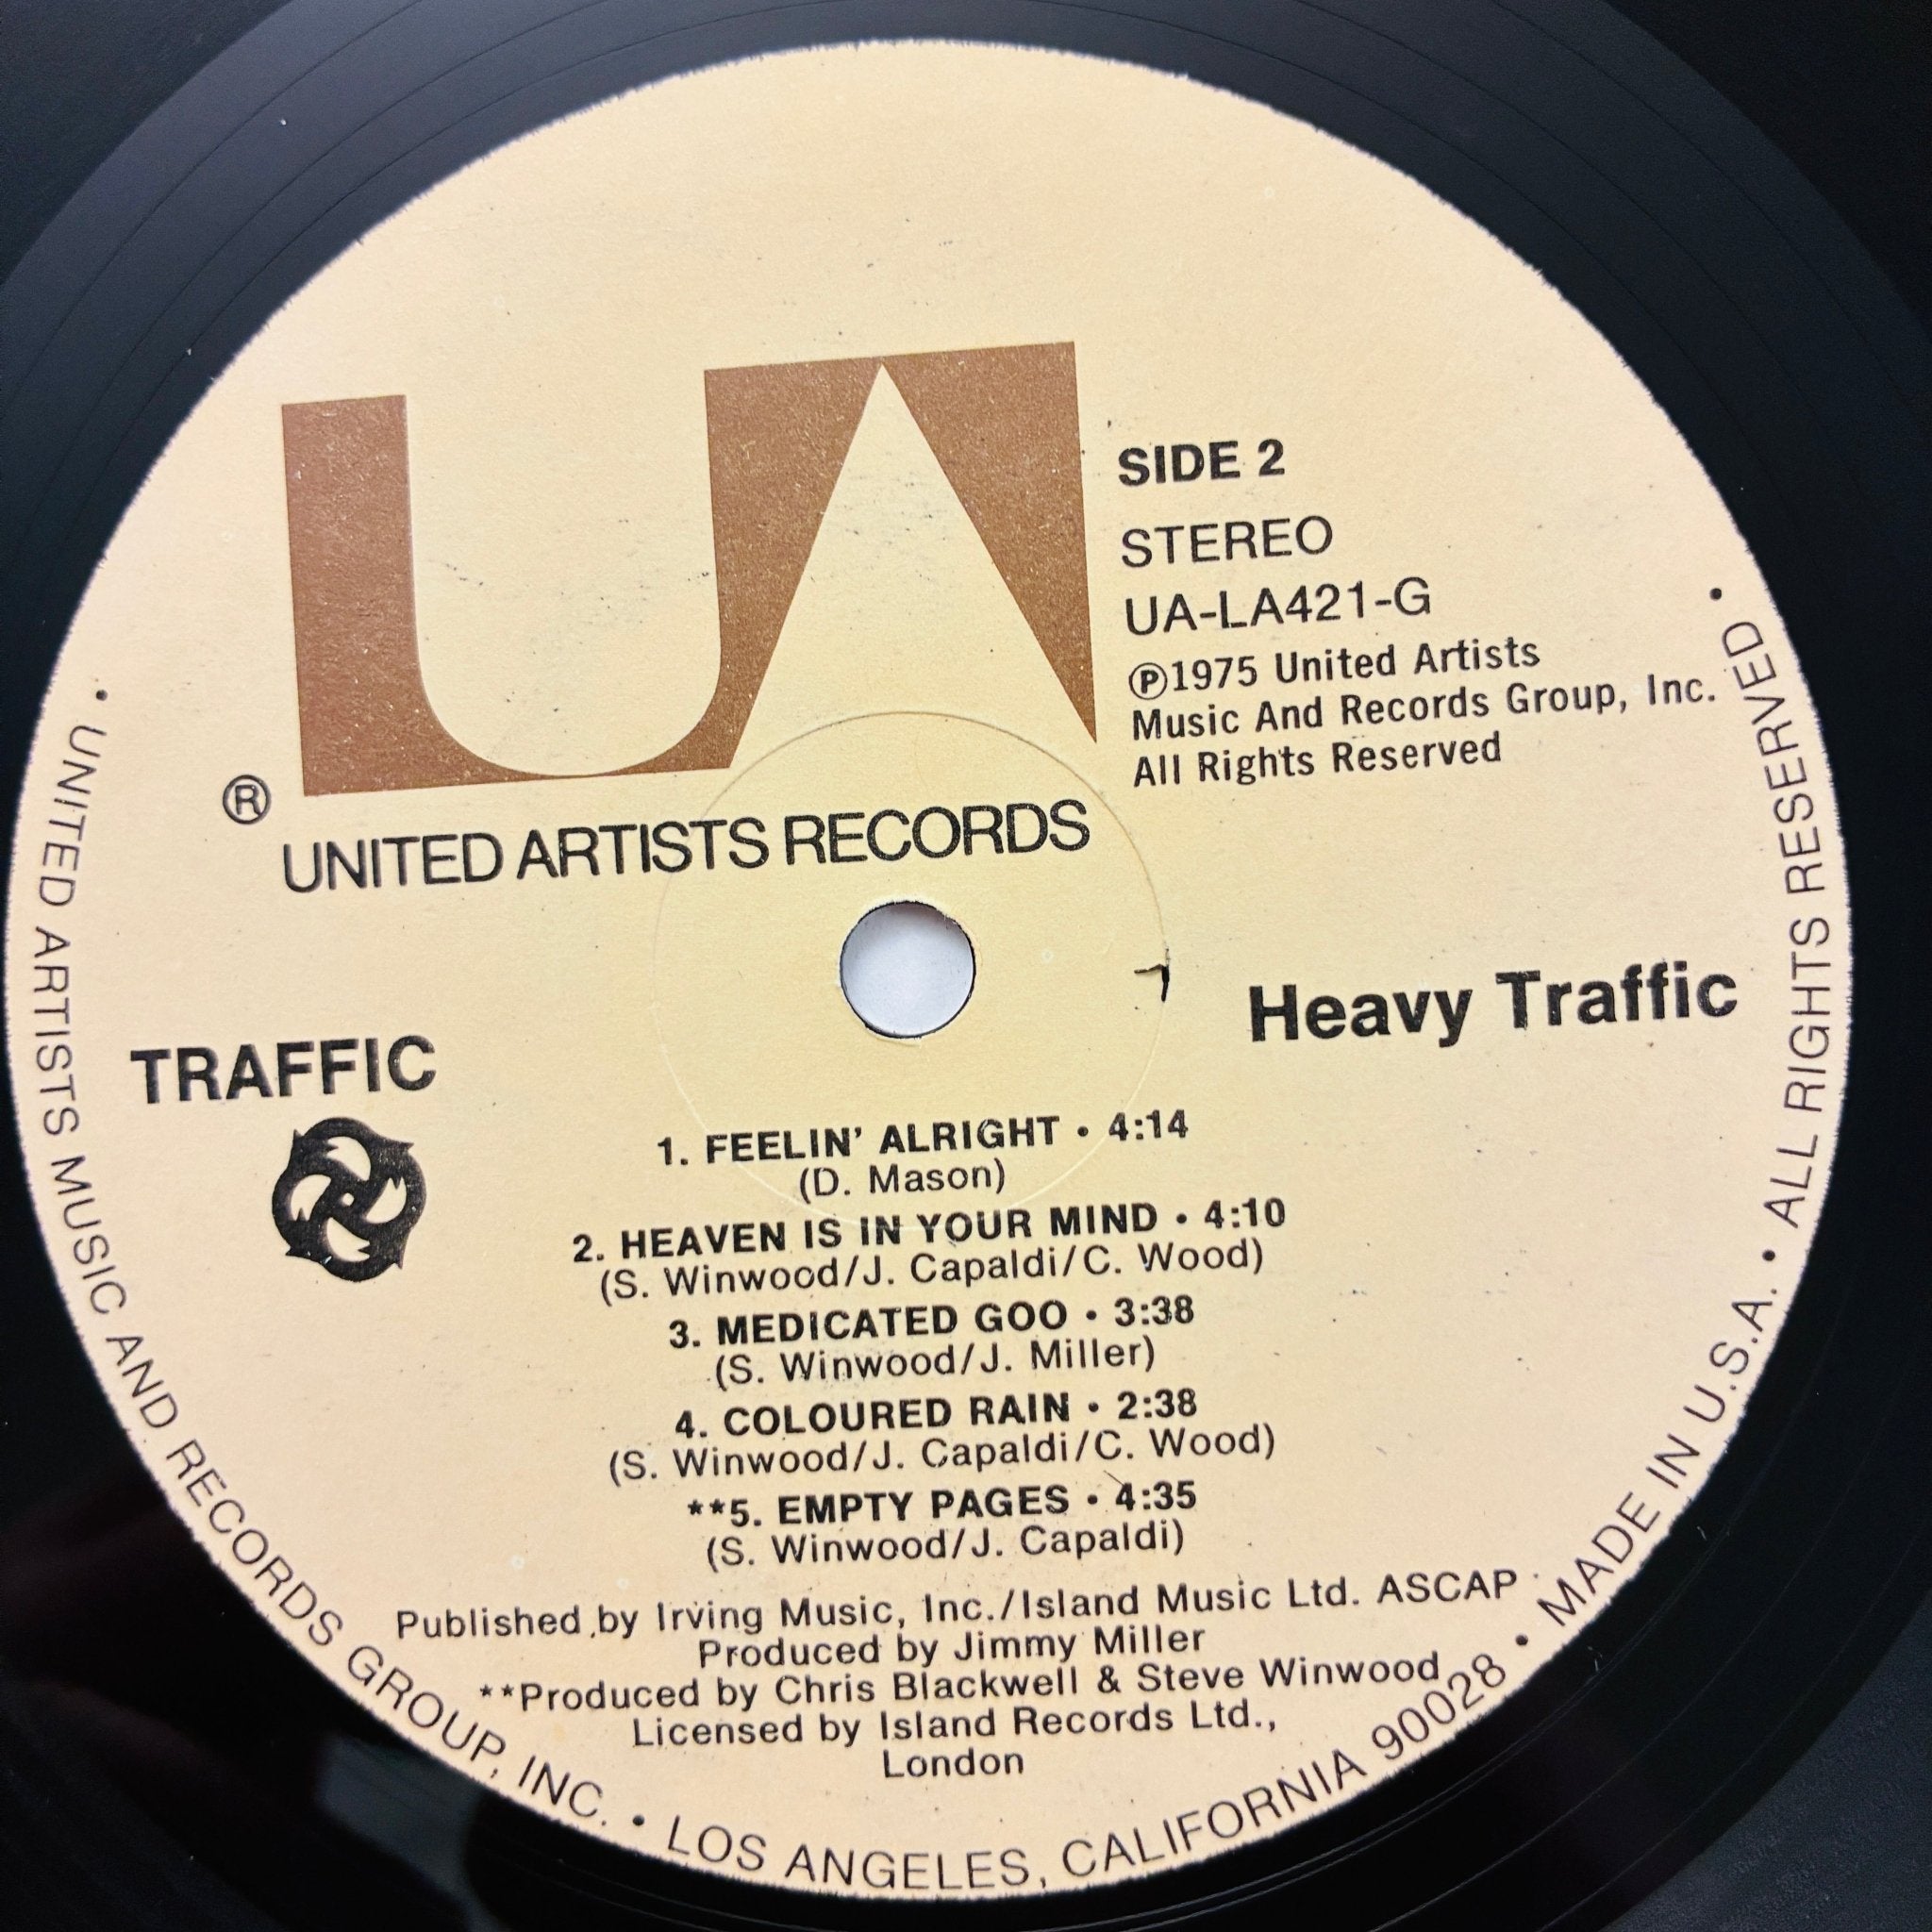 UA
SIDE 2
STEREO
UA-LA421-G
Ⓟ1975 United Artists
Music And Records Group, Inc.
All Rights Reserved
®
UNITED ARTISTS RECORDS
TRAFFIC
Heavy Traffic
1. FEELIN' ALRIGHT • 4:14
(D. Mason)
2. HEAVEN IS IN YOUR MIND • 4:10
(S. Winwood/J. Capaldi/C. Wood)
3. MEDICATED GOO • 3:38
(S. Winwood/J. Miller)
4. COLOURED RAIN • 2:38
(S. Winwood/J. Capaldi/C. Wood)
**5. EMPTY PAGES • 4:35
(S. Winwood/J. Capaldi)
Published by Irving Music, Inc./Island Music Ltd. ASCAP
Produced by Jimmy Miller
**Produced by Chris Blackwell & Steve Winwood
Licensed by Island Records Ltd.,
London
• UNITED ARTISTS MUSIC AND RECORDS GROUP, INC. • LOS ANGELES, CALIFORNIA 90028 • MADE IN U.S.A. • ALL RIGHTS RESERVED •